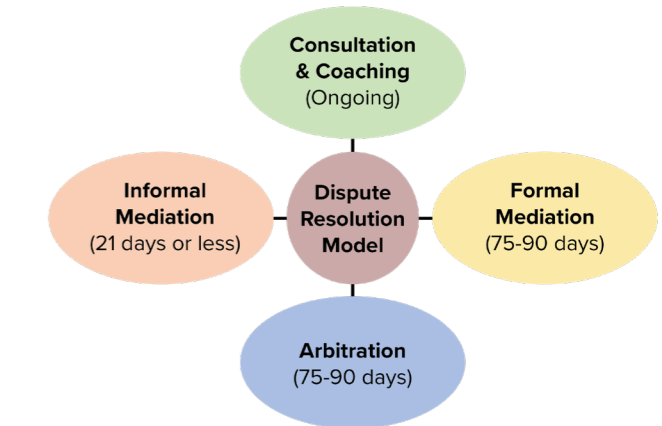 Consultation
& Coaching
(Ongoing)
Informal
Mediation
(21 days or less)
Dispute
Resolution
Model
Formal
Mediation
(75-90 days)
Arbitration
(75-90 days)